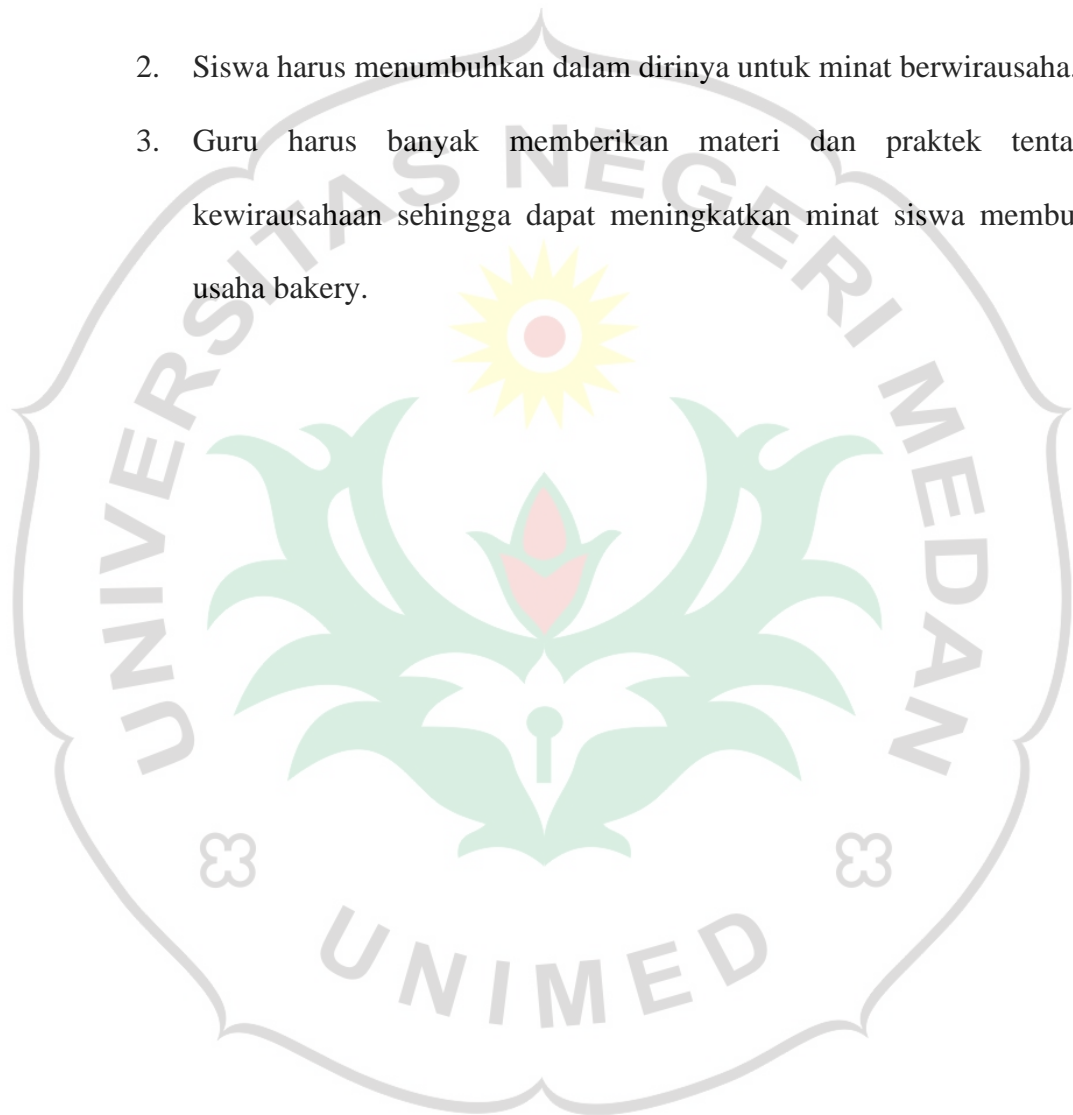 2. Siswa harus menumbuhkan dalam dirinya untuk minat berwirausaha.
3. Guru harus banyak memberikan materi dan praktek tenta
kewirausahaan sehingga dapat meningkatkan minat siswa membu
usaha bakery.
UNIVERSITAS NEGERI MEDAN
UNIMED